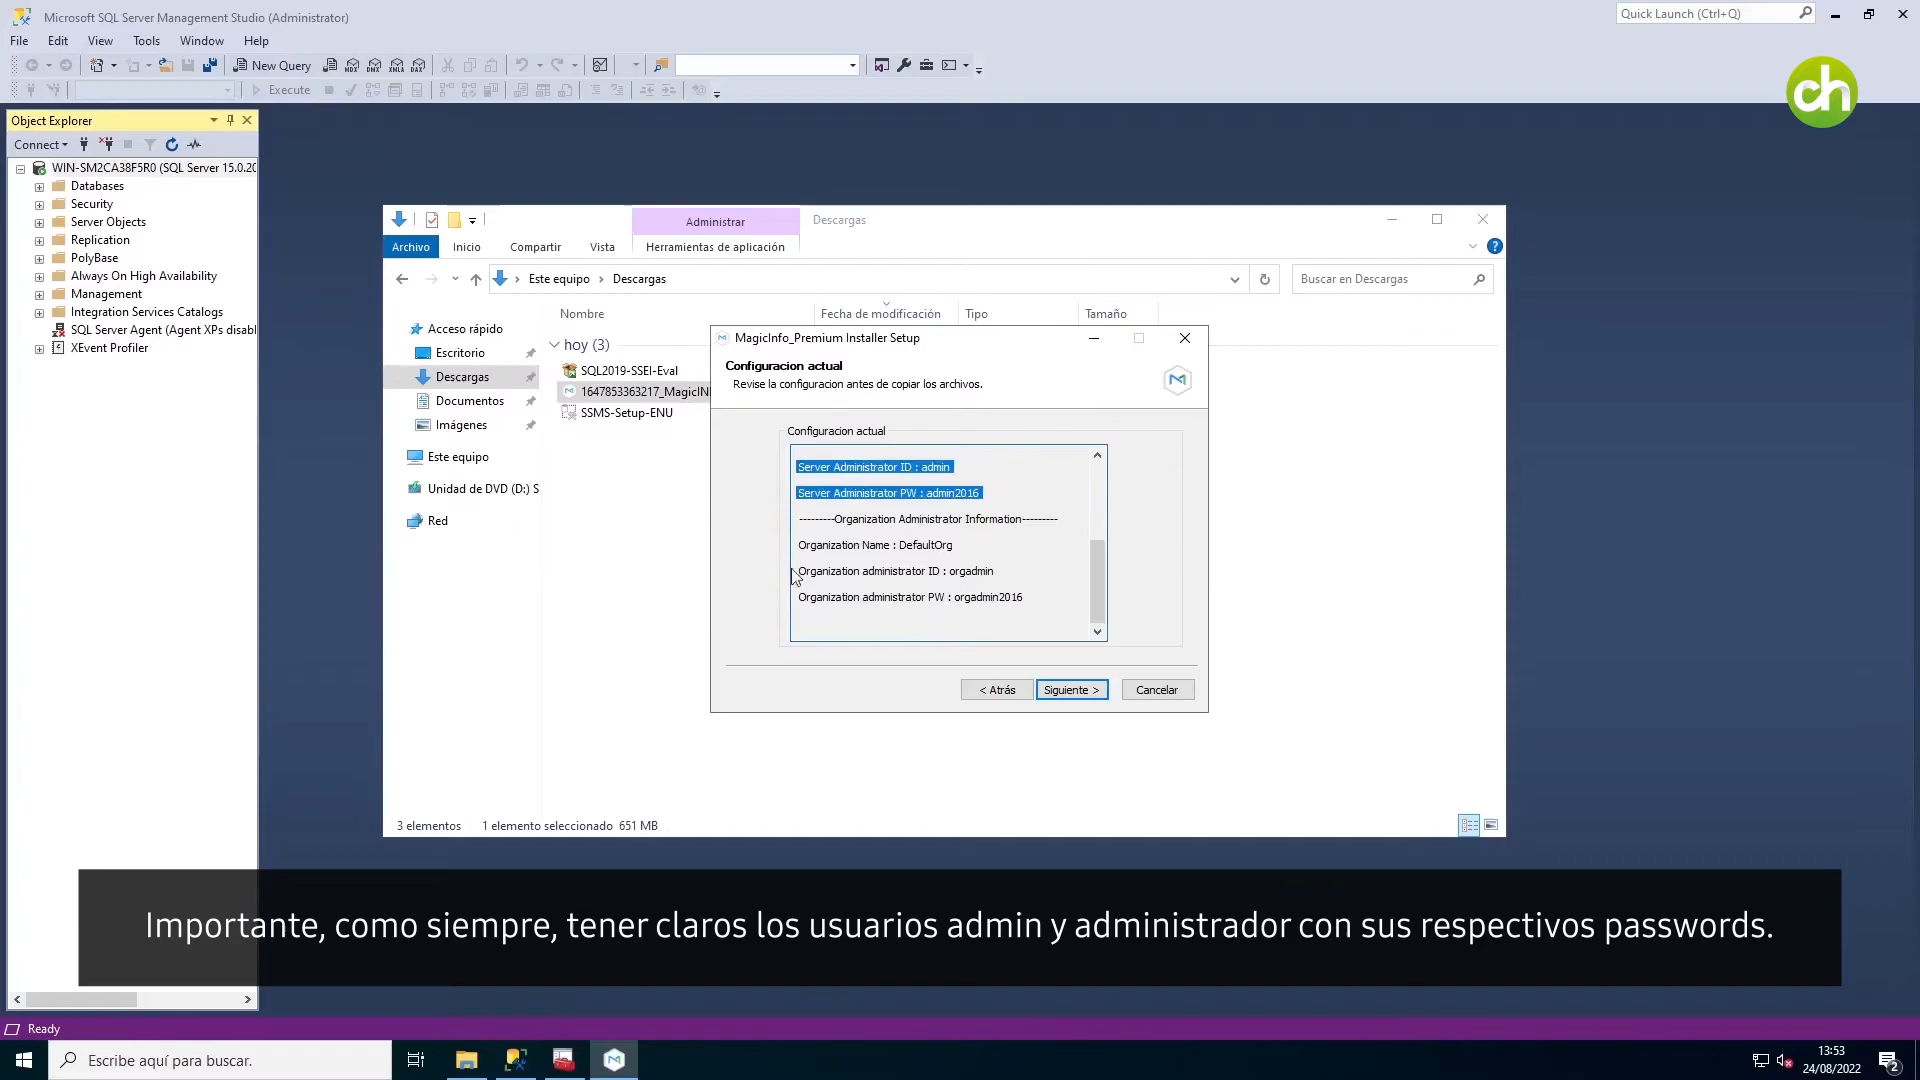 Microsoft SQL Server Management Studio (Administrator)
Quick Launch (Ctrl+Q)
File Edit View Tools Window Help
New Query MDX DMX XMLA DAX
Execute
ch
Object Explorer
Connect
WIN-SM2CA38F5R0 (SQL Server 15.0.20
Databases
Security
Server Objects
Replication
PolyBase
Always On High Availability
Management
Integration Services Catalogs
SQL Server Agent (Agent XPs disabl
XEvent Profiler
Administrar
Descargas
Archivo Inicio Compartir Vista Herramientas de aplicación
Este equipo > Descargas
Buscar en Descargas
Nombre Fecha de modificación Tipo Tamaño
Acceso rápido
Escritorio
Descargas
Documentos
Imágenes
Este equipo
Unidad de DVD (D:) S
Red
hoy (3)
SQL2019-SSEI-Eval
1647853363217_MagicINF
SSMS-Setup-ENU
MagicInfo_Premium Installer Setup
Configuracion actual
Revise la configuracion antes de copiar los archivos.
Configuracion actual
Server Administrator ID : admin
Server Administrator PW : admin2016
---------Organization Administrator Information---------
Organization Name : DefaultOrg
Organization administrator ID : orgadmin
Organization administrator PW : orgadmin2016
< Atrás Siguiente > Cancelar
3 elementos 1 elemento seleccionado 651 MB
Importante, como siempre, tener claros los usuarios admin y administrador con sus respectivos passwords.
Ready
Escribe aquí para buscar.
13:53
24/08/2022
2